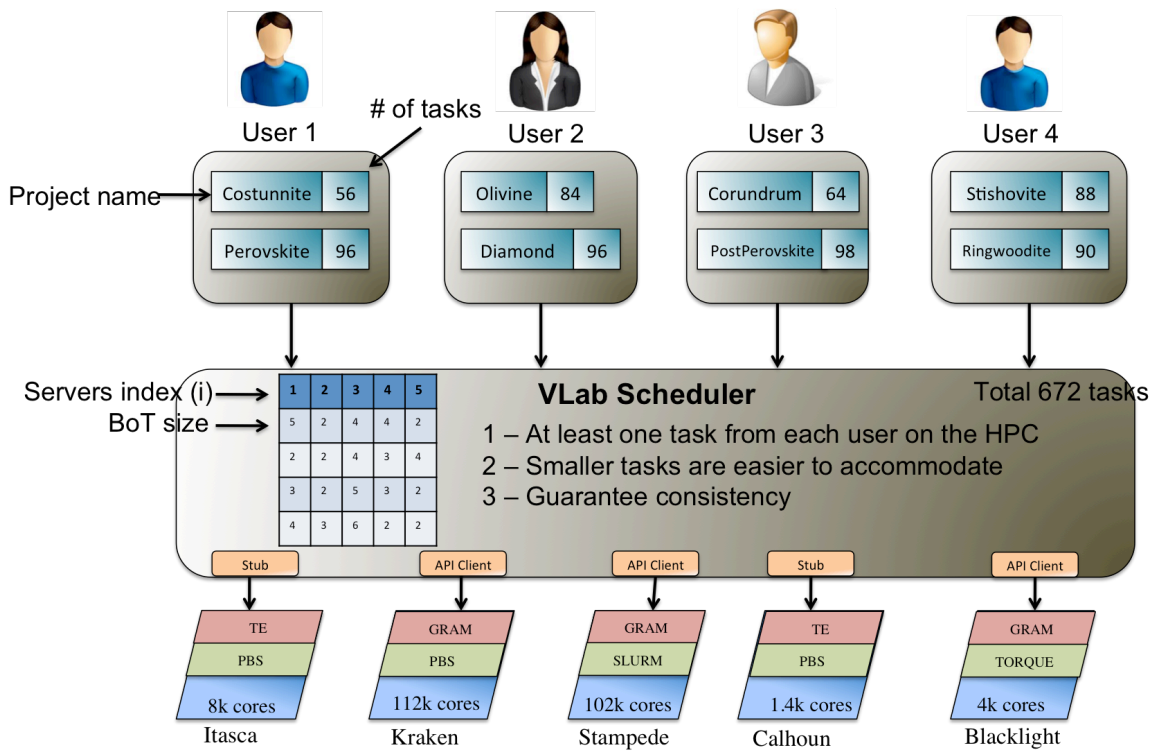 # of tasks
User 1
User 2
User 3
User 4
Project name
Costunnite 56
Olivine 84
Corundrum 64
Stishovite 88
Perovskite 96
Diamond 96
PostPerovskite 98
Ringwoodite 90
Servers index (i)
1 2 3 4 5
VLab Scheduler
Total 672 tasks
BoT size
5 2 4 4 2
1 – At least one task from each user on the HPC
2 2 4 3 4
2 – Smaller tasks are easier to accommodate
3 2 5 3 2
3 – Guarantee consistency
4 3 6 2 2
Stub
API Client
API Client
Stub
API Client
TE
GRAM
GRAM
TE
GRAM
PBS
PBS
SLURM
PBS
TORQUE
8k cores
112k cores
102k cores
1.4k cores
4k cores
Itasca
Kraken
Stampede
Calhoun
Blacklight